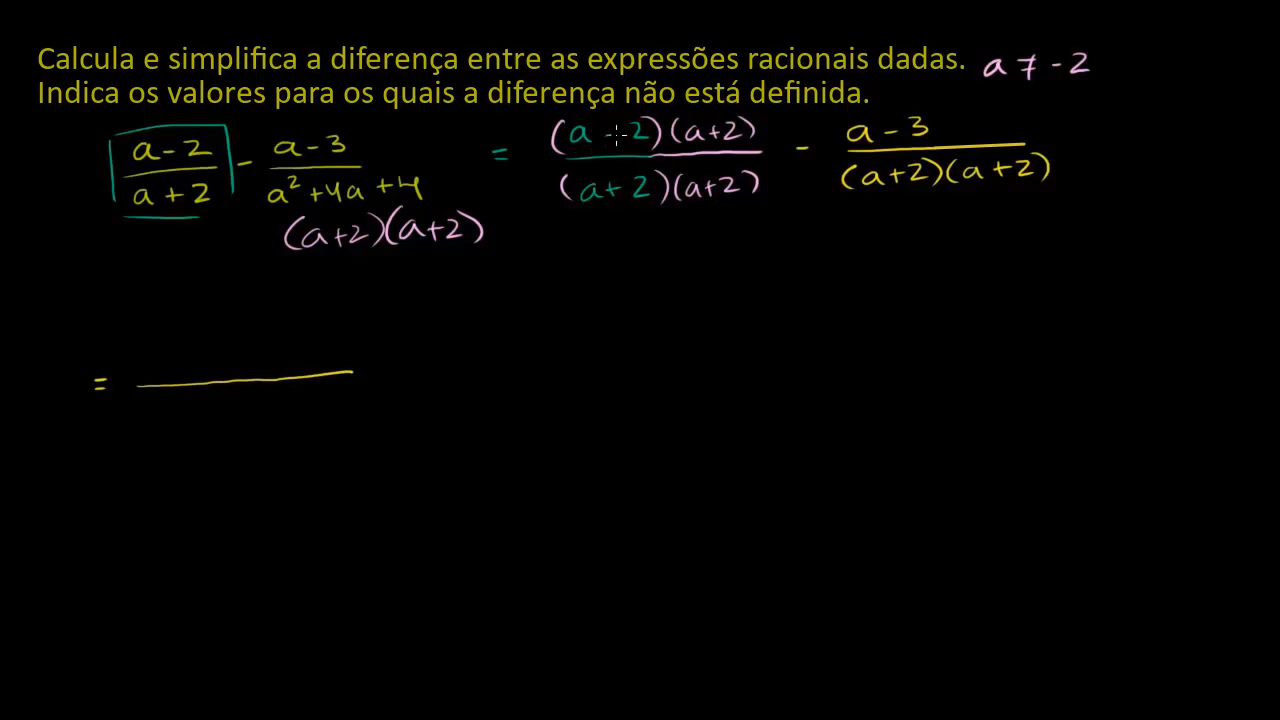 Calcula e simplifica a diferença entre as expressões racionais dadas. a ≠ -2
Indica os valores para os quais a diferença não está definida.
a - 2 / a + 2 - a - 3 / a² + 4a + 4 = (a - 2)(a+2) / (a + 2)(a+2) - a - 3 / (a+2)(a+2)
(a+2)(a+2)
=